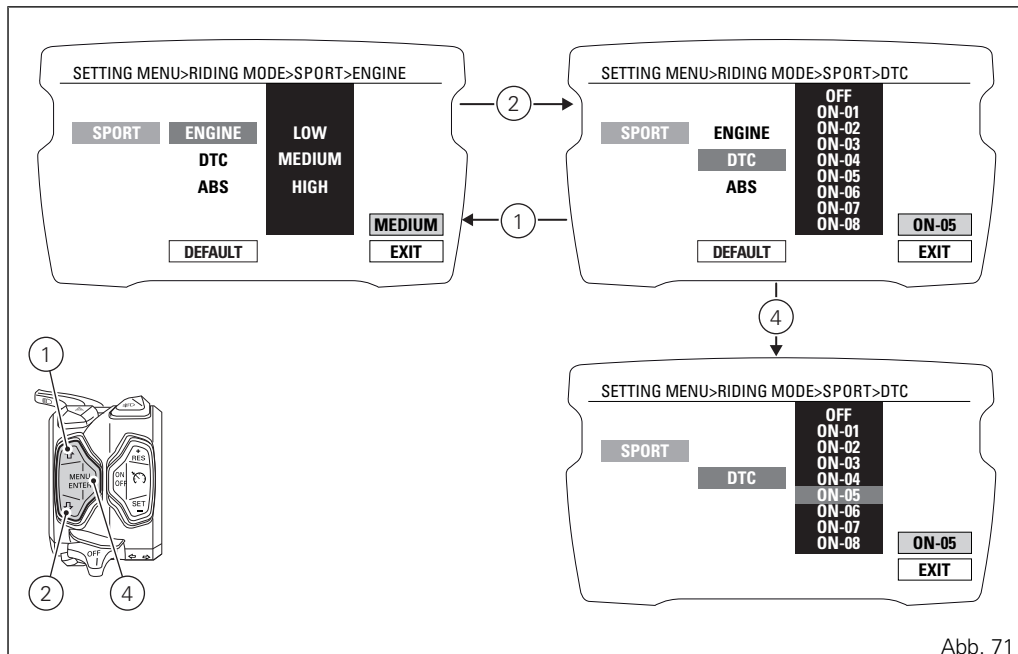 SETTING MENU>RIDING MODE>SPORT>ENGINE
SPORT ENGINE LOW
DTC MEDIUM
ABS HIGH
MEDIUM
DEFAULT EXIT
2
1
SETTING MENU>RIDING MODE>SPORT>DTC
OFF
ON-01
SPORT ENGINE ON-02
ON-03
DTC ON-04
ON-05
ABS ON-06
ON-07
ON-08 ON-05
DEFAULT EXIT
4
SETTING MENU>RIDING MODE>SPORT>DTC
OFF
ON-01
SPORT ON-02
ON-03
DTC ON-04
ON-05
ON-06
ON-07
ON-08 ON-05
EXIT
1
+
RES
MENU
ENTER
ON
OFF
SET
-
OFF
2 4
Abb. 71